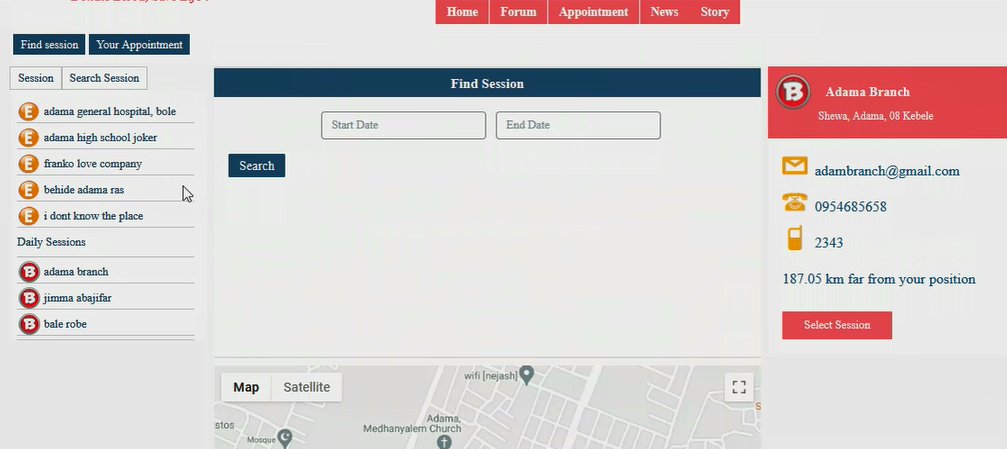 Home Forum Appointment News Story
Find session Your Appointment
Session Search Session
E adama general hospital, bole
E adama high school joker
E franko love company
E behide adama ras
E i dont know the place
Daily Sessions
B adama branch
B jimma abajifar
B bale robe
Find Session
Start Date End Date
Search
Map Satellite
wifi [nejash]
Adama,
Medhanyalem Church
stos
Mosque
S
B Adama Branch
Shewa, Adama, 08 Kebele
adambranch@gmail.com
0954685658
2343
187.05 km far from your position
Select Session